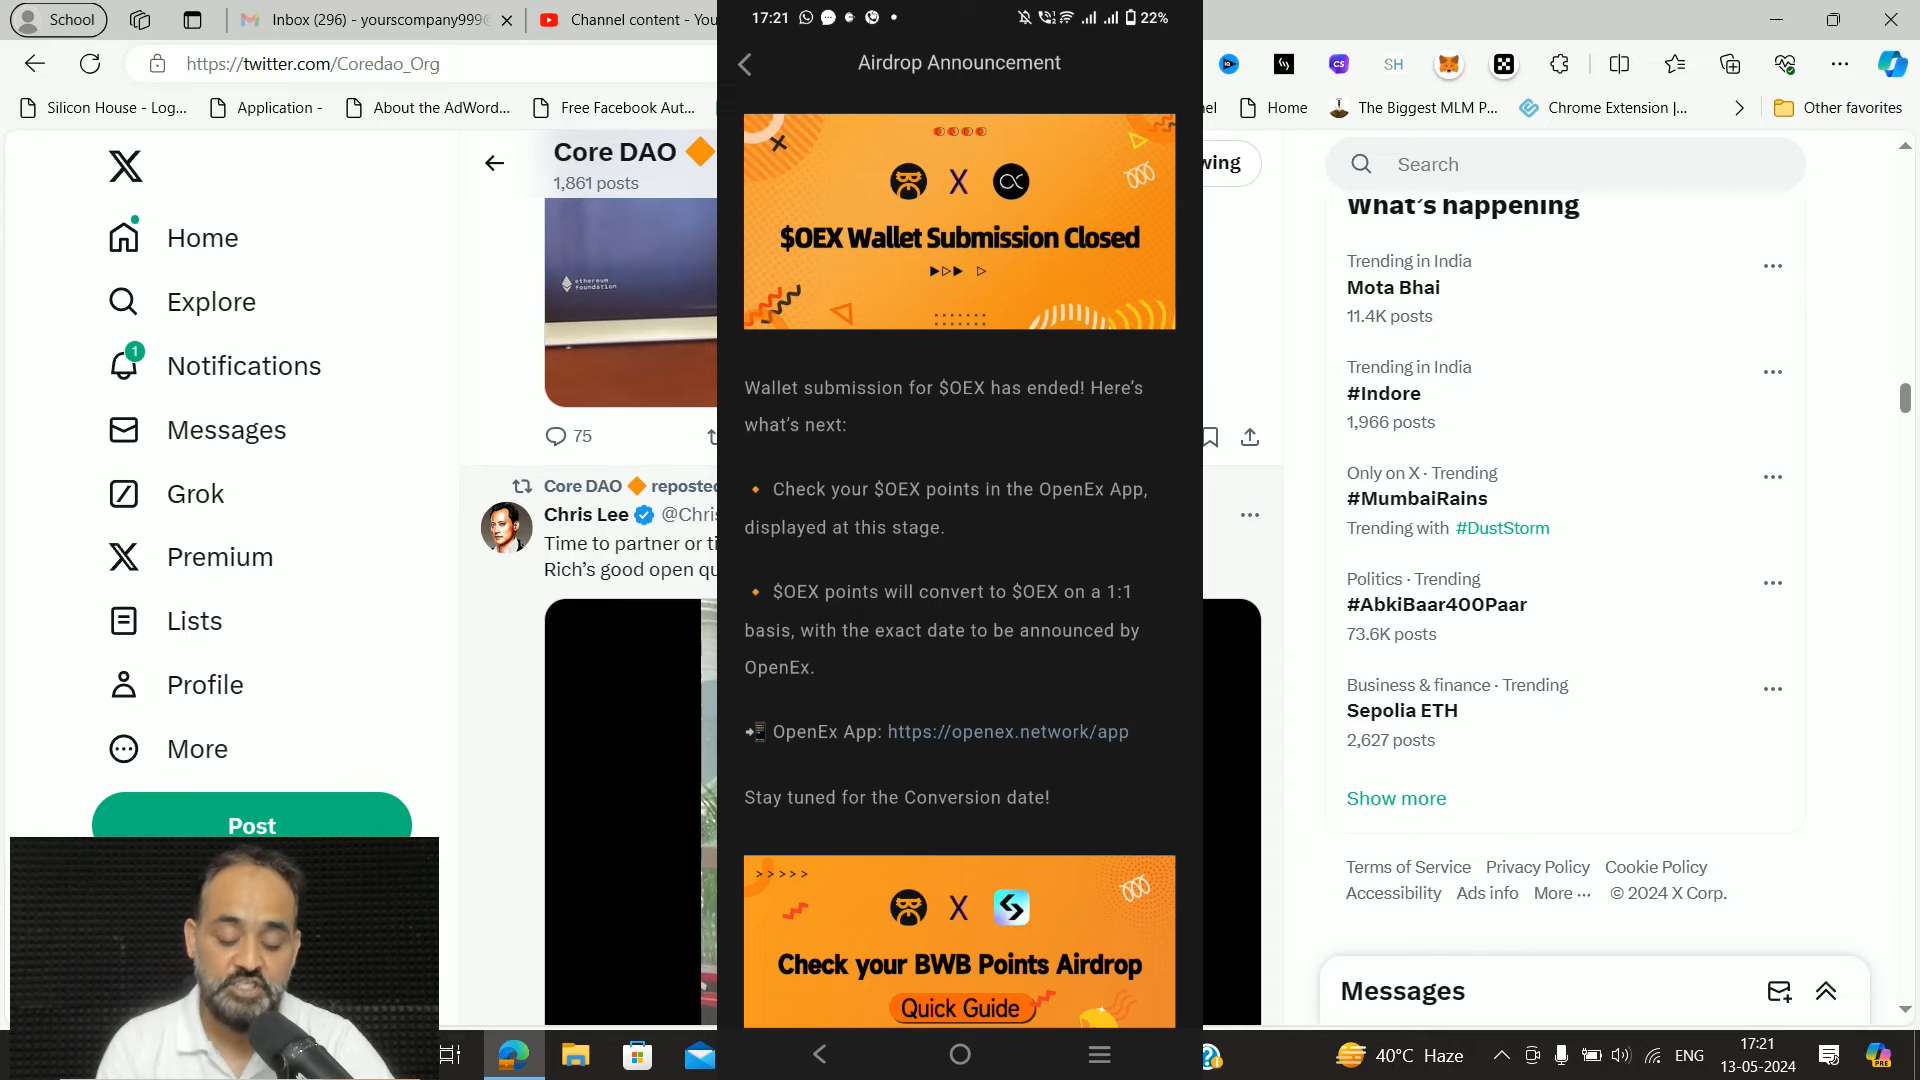 School
Inbox (296) - yourscompany999
Channel content - You
https://twitter.com/Coredao_Org
Silicon House - Log...
Application -
About the AdWord...
Free Facebook Aut...
Home
The Biggest MLM P...
Chrome Extension |...
Other favorites
Home
Explore
Notifications
1
Messages
Grok
Premium
Lists
Profile
More
Post
Core DAO
1,861 posts
wing
ethereum
foundation
75
Core DAO reposted
Chris Lee @Chris
Time to partner or ti
Rich's good open qu
17:21
22%
Airdrop Announcement
X
$OEX Wallet Submission Closed
Wallet submission for $OEX has ended! Here's
what's next:
Check your $OEX points in the OpenEx App,
displayed at this stage.
$OEX points will convert to $OEX on a 1:1
basis, with the exact date to be announced by
OpenEx.
OpenEx App: https://openex.network/app
Stay tuned for the Conversion date!
X
Check your BWB Points Airdrop
Quick Guide
Search
What's happening
Trending in India
Mota Bhai
11.4K posts
Trending in India
#Indore
1,966 posts
Only on X · Trending
#MumbaiRains
Trending with #DustStorm
Politics · Trending
#AbkiBaar400Paar
73.6K posts
Business & finance · Trending
Sepolia ETH
2,627 posts
Show more
Terms of Service Privacy Policy Cookie Policy
Accessibility Ads info More ··· © 2024 X Corp.
Messages
40°C Haze
ENG
17:21
13-05-2024